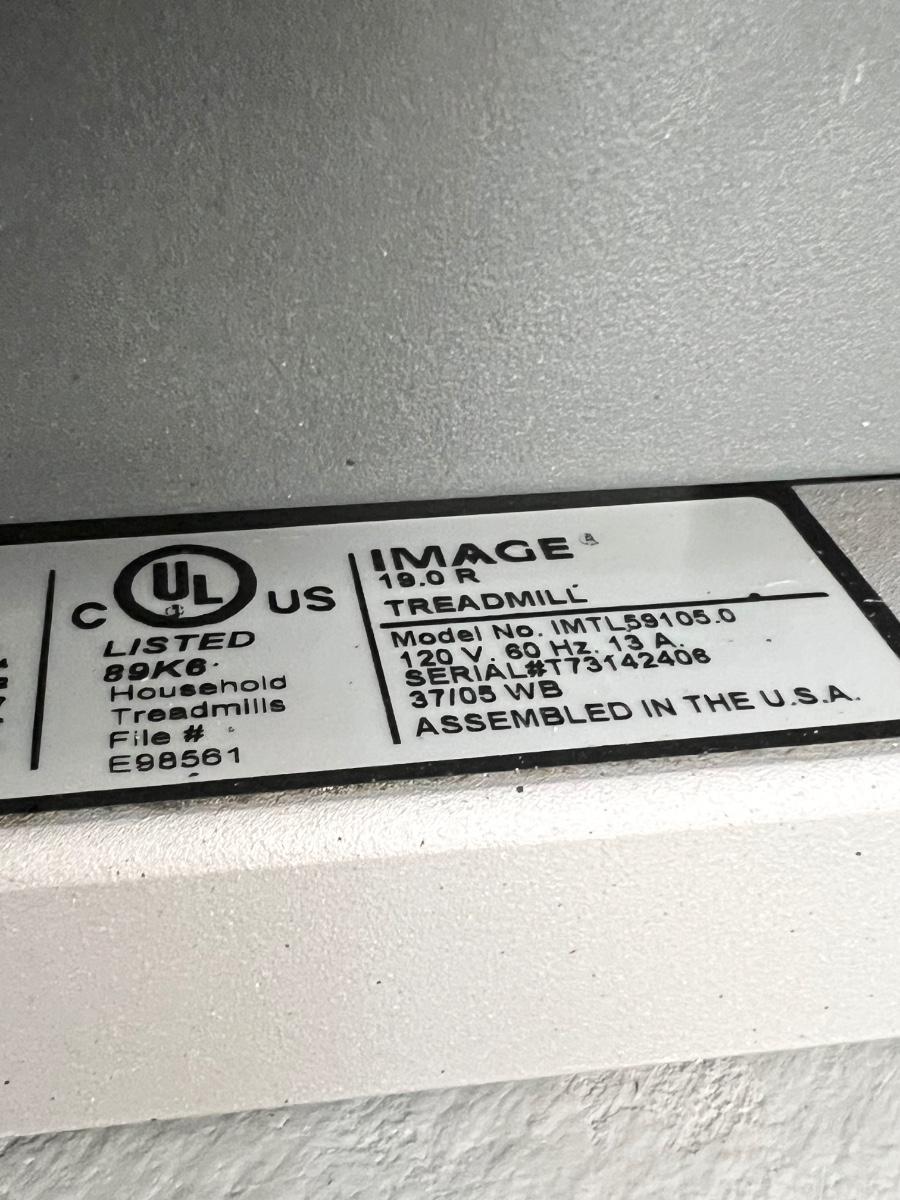 C UL US
LISTED
89K6
Household
Treadmills
File #
E98561
IMAGE
19.0 R
TREADMILL
Model No. IMTL59105.0
120 V. 60 Hz. 13 A.
SERIAL#T73142406
37/05 WB
ASSEMBLED IN THE U.S.A.